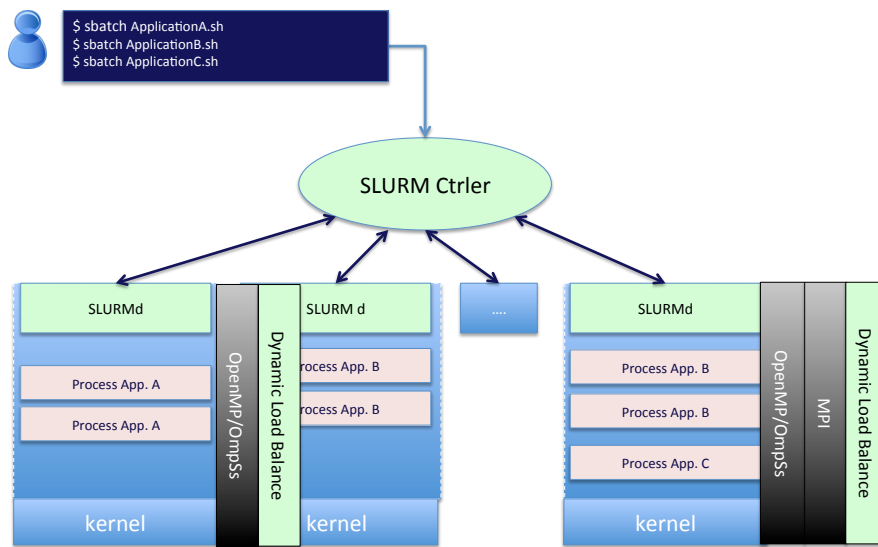 $ sbatch ApplicationA.sh
$ sbatch ApplicationB.sh
$ sbatch ApplicationC.sh
SLURM Ctrler
SLURMd
Process App. A
Process App. A
kernel
OpenMP/OmpSs
Dynamic Load Balance
SLURM d
rocess App. B
rocess App. B
kernel
....
SLURMd
Process App. B
Process App. B
Process App. C
kernel
OpenMP/OmpSs
MPI
Dynamic Load Balance